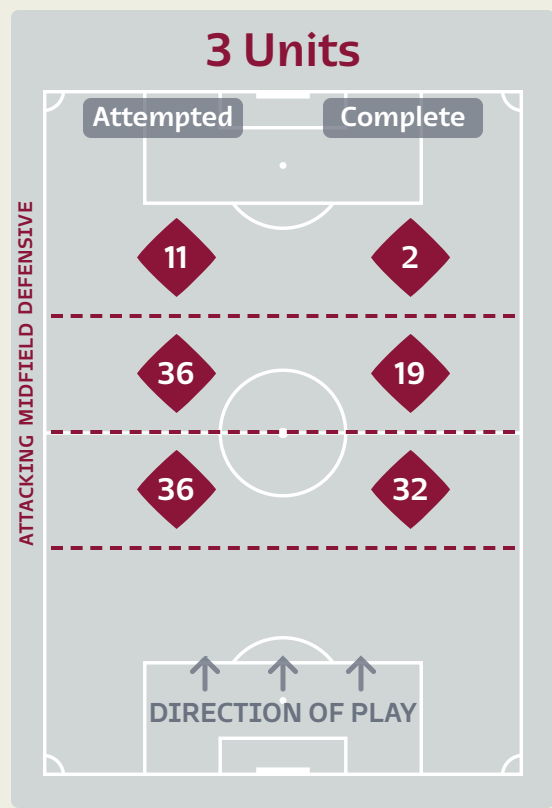 3 Units
Attempted Complete
11 2
36 19
36 32
ATTACKING MIDFIELD DEFENSIVE
DIRECTION OF PLAY